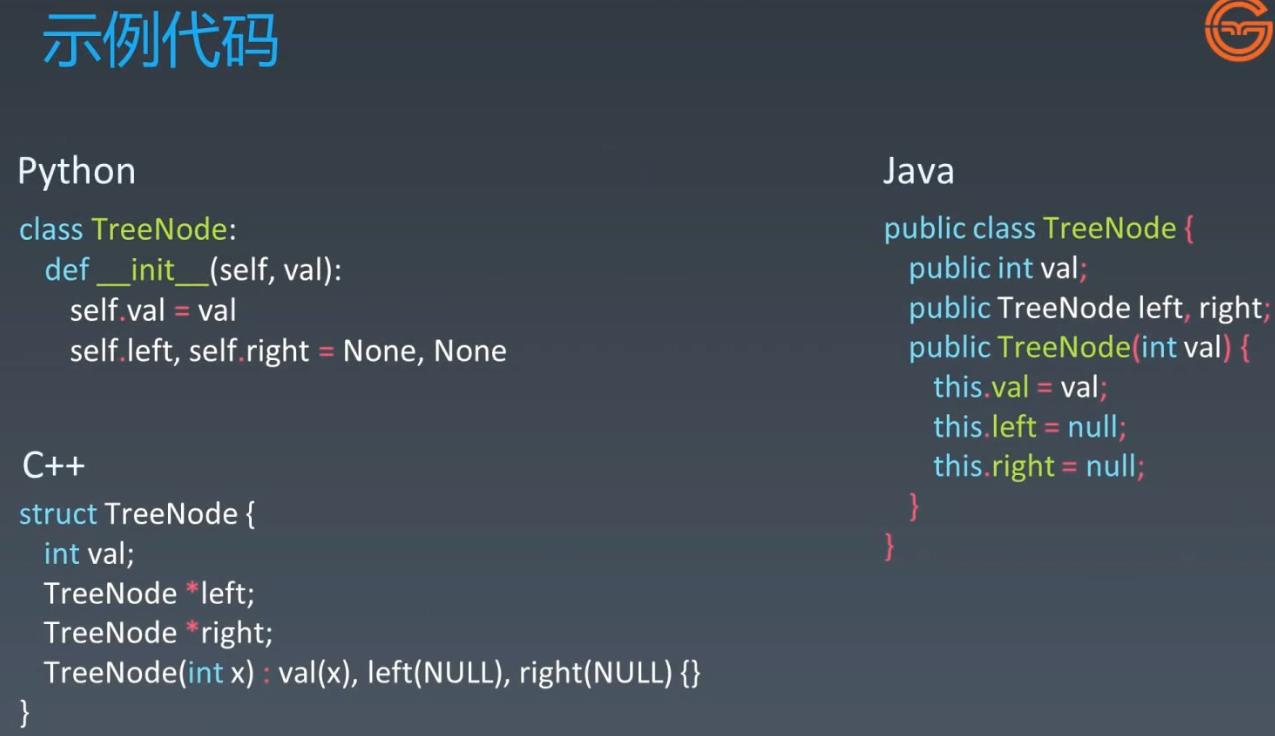 示例代码
Python
class TreeNode:
  def __init__(self, val):
    self.val = val
    self.left, self.right = None, None
C++
struct TreeNode {
  int val;
  TreeNode *left;
  TreeNode *right;
  TreeNode(int x) : val(x), left(NULL), right(NULL) {}
}
Java
public class TreeNode {
  public int val;
  public TreeNode left, right;
  public TreeNode(int val) {
    this.val = val;
    this.left = null;
    this.right = null;
  }
}